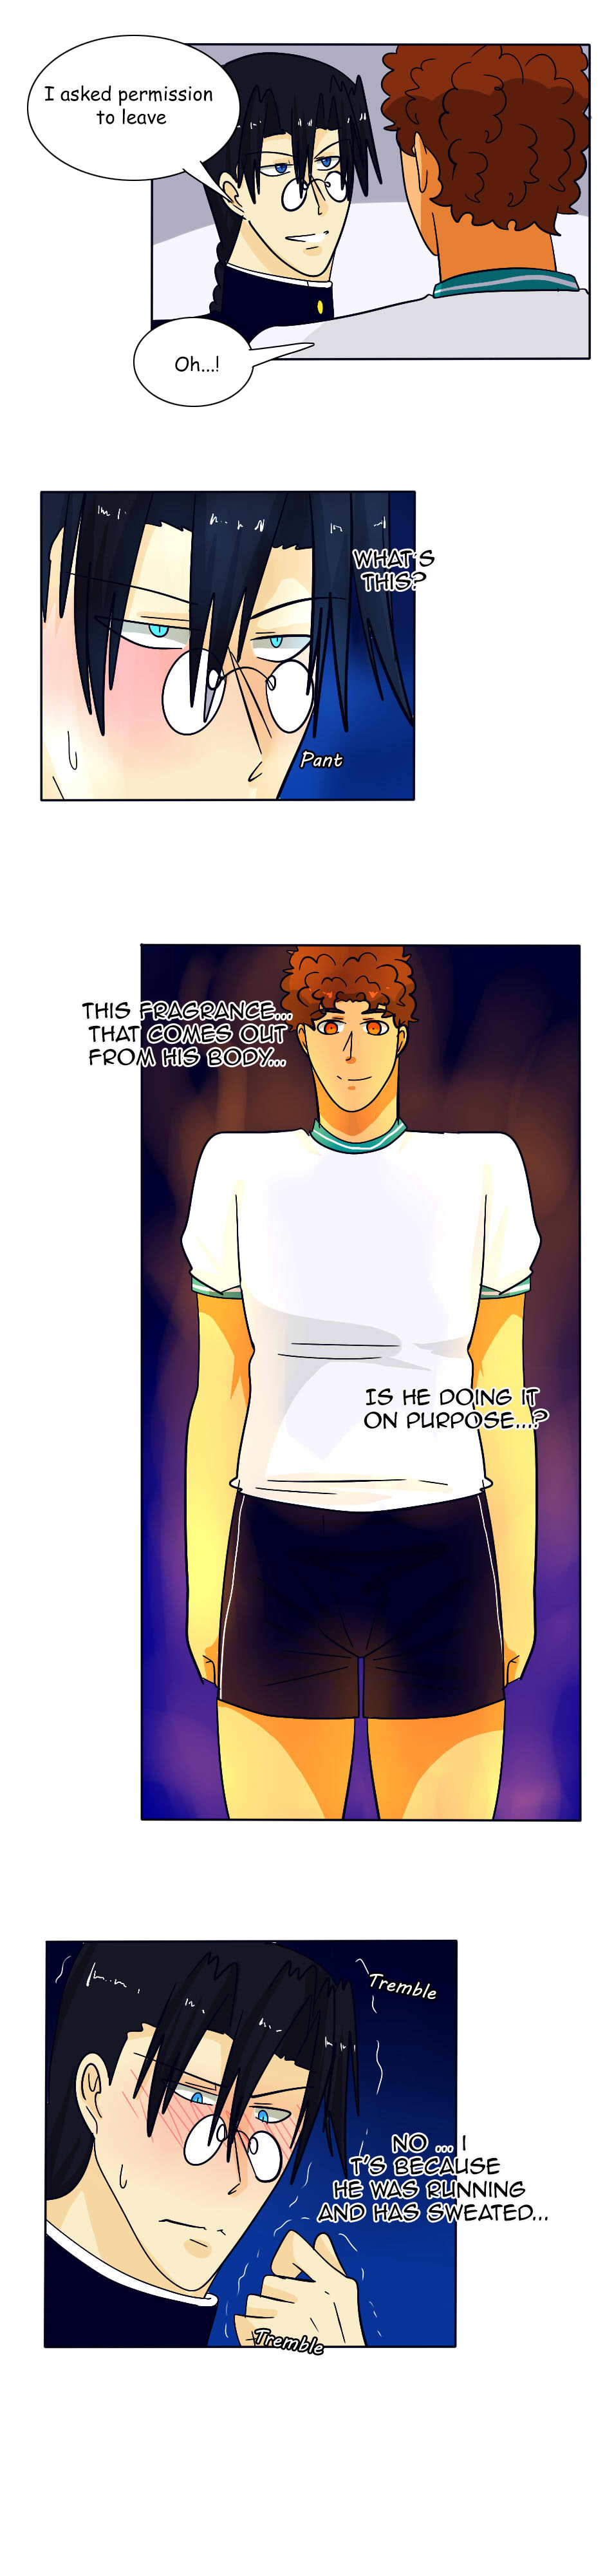 I asked permission
to leave
Oh...!
WHAT'S
THIS?
Pant
THIS FRAGRANCE...
THAT COMES OUT
FROM HIS BODY...
IS HE DOING IT
ON PURPOSE...?
Tremble
NO ... I
T'S BECAUSE
HE WAS RUNNING
AND HAS SWEATED...
Tremble